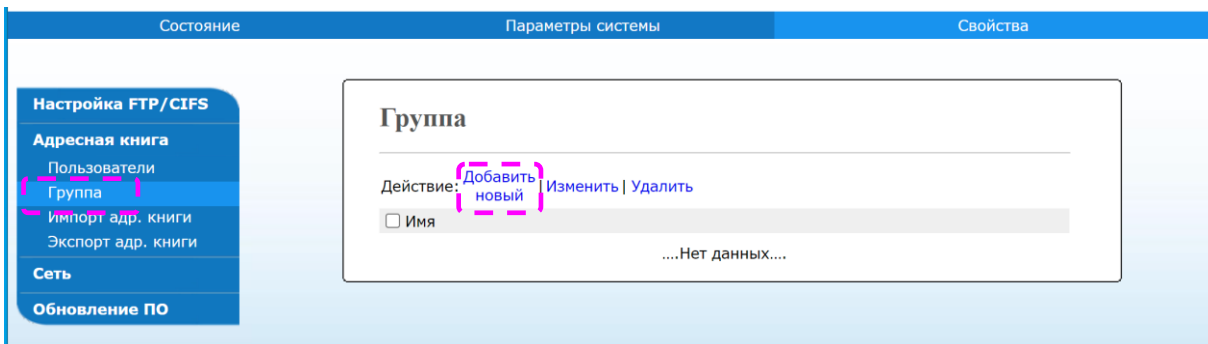 Состояние Параметры системы Свойства
Настройка FTP/CIFS
Адресная книга
Пользователи
Группа
Импорт адр. книги
Экспорт адр. книги
Сеть
Обновление ПО
Группа
Действие: Добавить новый | Изменить | Удалить
Имя
....Нет данных....